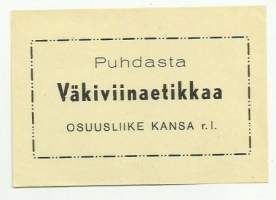 Puhdasta
Väkiviinaetikkaa
OSUUSLIIKE KANSA r.l.